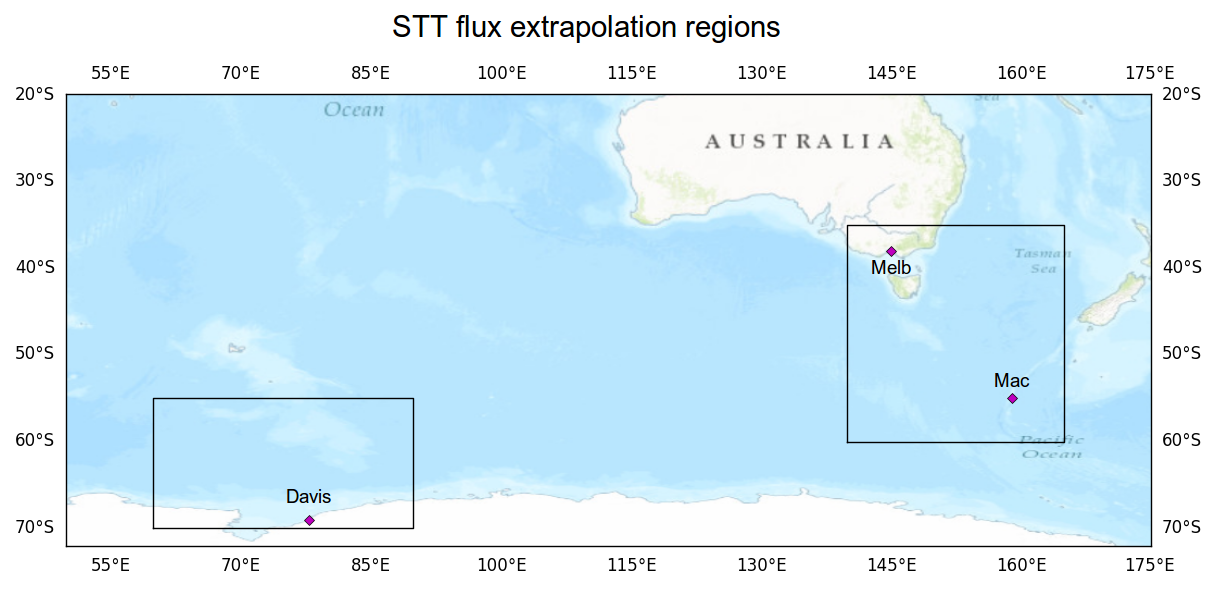 STT flux extrapolation regions
55°E 70°E 85°E 100°E 115°E 130°E 145°E 160°E 175°E
20°S 20°S
Ocean Sea
AUSTRALIA
30°S 30°S
Tasman
Sea
40°S 40°S
Melb
50°S 50°S
Mac
60°S 60°S
Pacific
Ocean
Davis
70°S 70°S
55°E 70°E 85°E 100°E 115°E 130°E 145°E 160°E 175°E